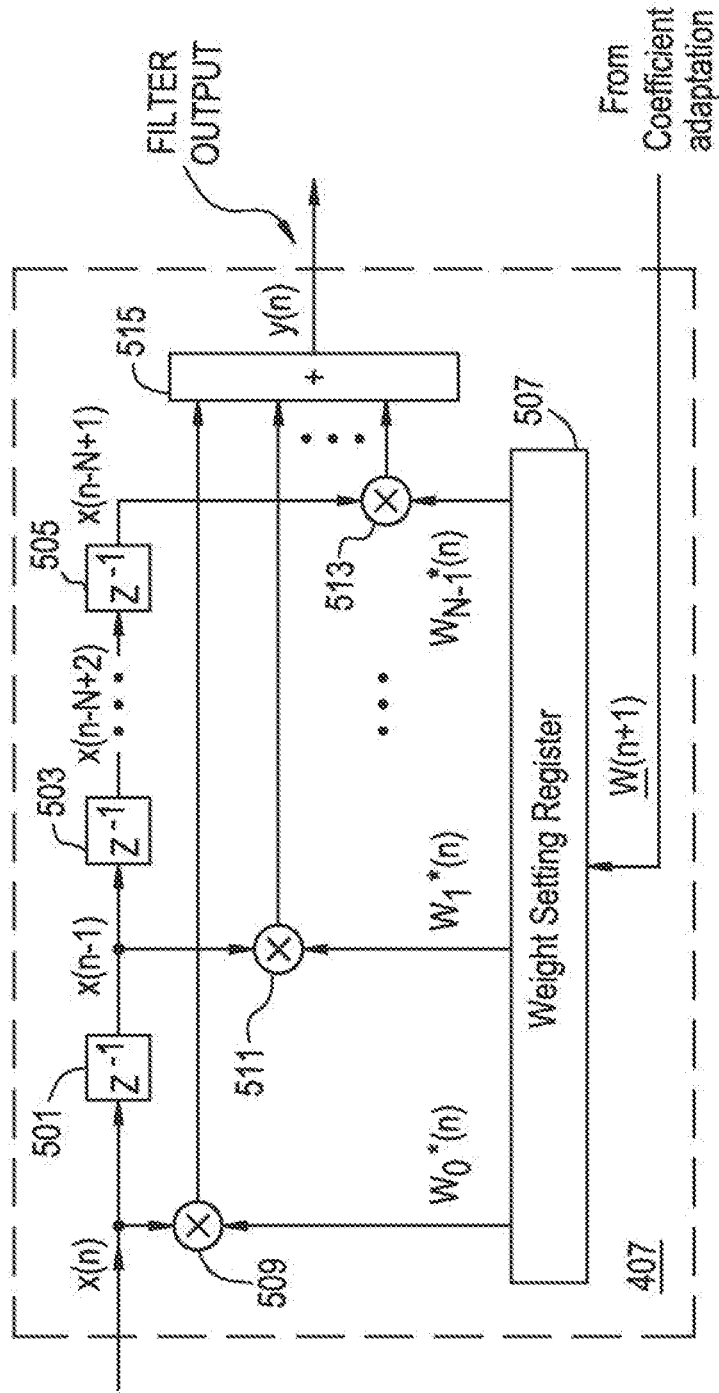 x(n)
501
z-1
x(n-1)
503
z-1
x(n-N+2)
505
z-1
x(n-N+1)
515
+
y(n)
FILTER
OUTPUT
509
×
511
×
513
×
W0*(n)
W1*(n)
WN-1*(n)
507
Weight Setting Register
407
W(n+1)
From
Coefficient
adaptation